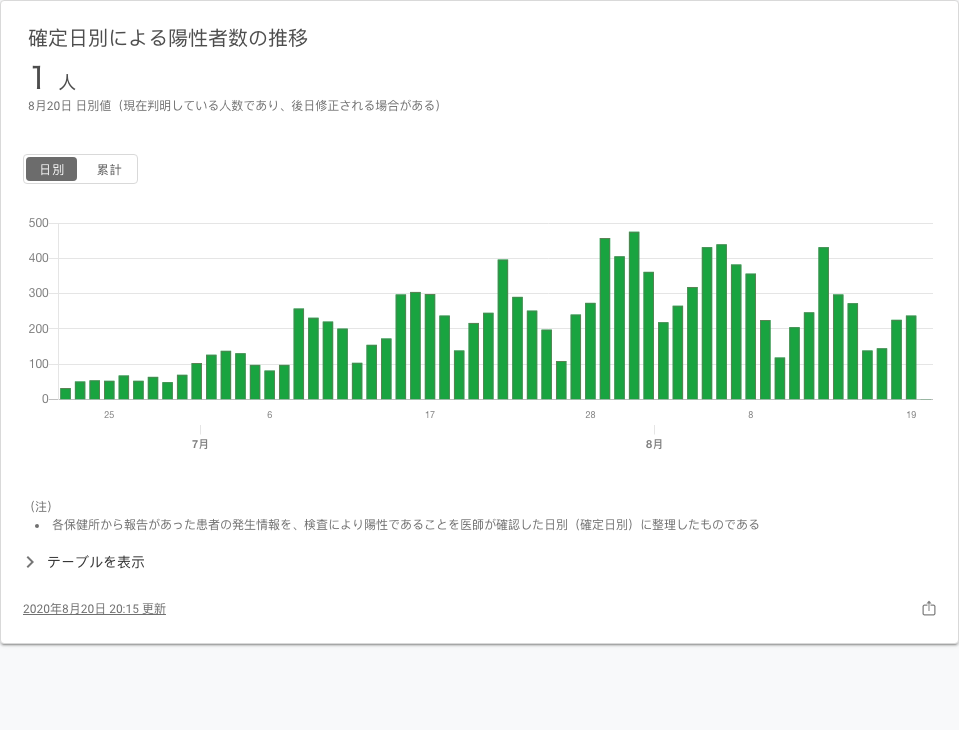 確定日別による陽性者数の推移
1 人
8月20日 日別値（現在判明している人数であり、後日修正される場合がある）
日別 累計
500
400
300
200
100
0
25 6 17 28 8 19
7月 8月
（注）
• 各保健所から報告があった患者の発生情報を、検査により陽性であることを医師が確認した日別（確定日別）に整理したものである
テーブルを表示
2020年8月20日 20:15 更新